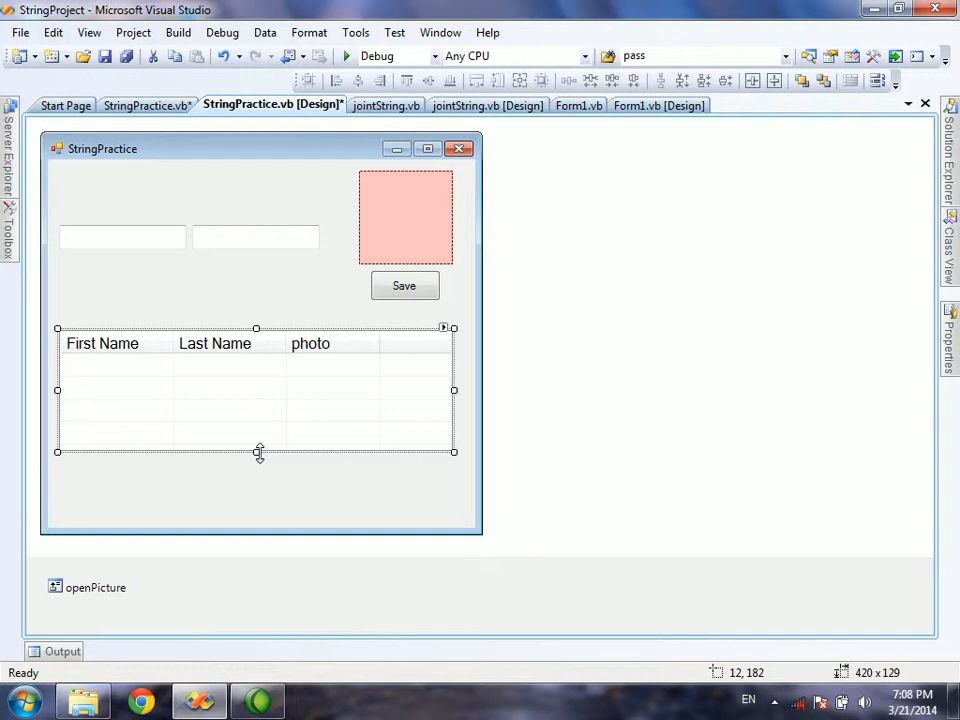 StringProject - Microsoft Visual Studio
File Edit View Project Build Debug Data Format Tools Test Window Help
Debug Any CPU pass
Start Page StringPractice.vb* StringPractice.vb [Design]* jointString.vb jointString.vb [Design] Form1.vb Form1.vb [Design]
Server Explorer
Toolbox
StringPractice
Save
First Name Last Name photo
openPicture
Solution Explorer
Class View
Properties
Output
Ready 12, 182 420 x 129
EN 7:08 PM
3/21/2014